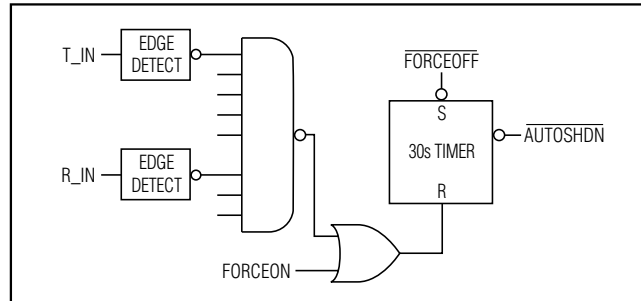 T_IN
EDGE
DETECT
R_IN
EDGE
DETECT
FORCEON
FORCEOFF
S
30s TIMER
R
AUTOSHDN